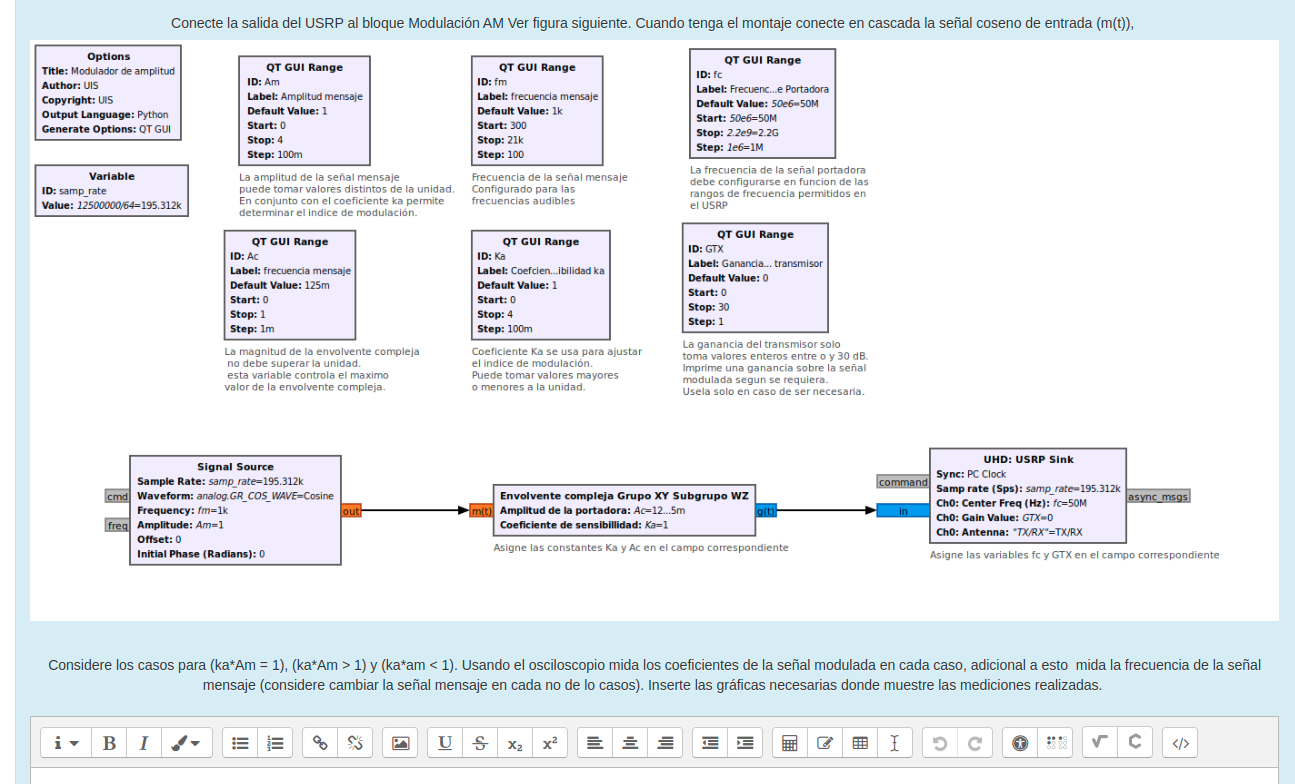 Conecte la salida del USRP al bloque Modulación AM Ver figura siguiente. Cuando tenga el montaje conecte en cascada la señal coseno de entrada (m(t)),
Options
Title: Modulador de amplitud
Author: UIS
Copyright: UIS
Output Language: Python
Generate Options: QT GUI
QT GUI Range
ID: Am
Label: Amplitud mensaje
Default Value: 1
Start: 0
Stop: 4
Step: 100m
La amplitud de la señal mensaje
puede tomar valores distintos de la unidad.
En conjunto con el coeficiente ka permite
determinar el indice de modulación.
QT GUI Range
ID: fm
Label: frecuencia mensaje
Default Value: 1k
Start: 300
Stop: 21k
Step: 100
Frecuencia de la señal mensaje
Configurado para las
frecuencias audibles
QT GUI Range
ID: fc
Label: Frecuenc...e Portadora
Default Value: 50e6=50M
Start: 50e6=50M
Stop: 2.2e9=2.2G
Step: 1e6=1M
La frecuencia de la señal portadora
debe configurarse en funcion de las
rangos de frecuencia permitidos en
el USRP
Variable
ID: samp_rate
Value: 12500000/64=195.312k
QT GUI Range
ID: Ac
Label: frecuencia mensaje
Default Value: 125m
Start: 0
Stop: 1
Step: 1m
La magnitud de la envolvente compleja
no debe superar la unidad.
esta variable controla el maximo
valor de la envolvente compleja.
QT GUI Range
ID: Ka
Label: Coefcien...ibilidad ka
Default Value: 1
Start: 0
Stop: 4
Step: 100m
Coeficiente Ka se usa para ajustar
el indice de modulación.
Puede tomar valores mayores
o menores a la unidad.
QT GUI Range
ID: GTX
Label: Ganancia... transmisor
Default Value: 0
Start: 0
Stop: 30
Step: 1
La ganancia del transmisor solo
toma valores enteros entre o y 30 dB.
Imprime una ganancia sobre la señal
modulada segun se requiera.
Usela solo en caso de ser necesaria.
Signal Source
Sample Rate: samp_rate=195.312k
Waveform: analog.GR_COS_WAVE=Cosine
Frequency: fm=1k
Amplitude: Am=1
Offset: 0
Initial Phase (Radians): 0
cmd
freq
out
m(t)
Envolvente compleja Grupo XY Subgrupo WZ
Amplitud de la portadora: Ac=12...5m
Coeficiente de sensibillidad: Ka=1
g(t)
Asigne las constantes Ka y Ac en el campo correspondiente
command
in
UHD: USRP Sink
Sync: PC Clock
Samp rate (Sps): samp_rate=195.312k
Ch0: Center Freq (Hz): fc=50M
Ch0: Gain Value: GTX=0
Ch0: Antenna: "TX/RX"=TX/RX
async_msgs
Asigne las variables fc y GTX en el campo correspondiente
Considere los casos para (ka*Am = 1), (ka*Am > 1) y (ka*am < 1). Usando el osciloscopio mida los coeficientes de la señal modulada en cada caso, adicional a esto mida la frecuencia de la señal
mensaje (considere cambiar la señal mensaje en cada no de lo casos). Inserte las gráficas necesarias donde muestre las mediciones realizadas.